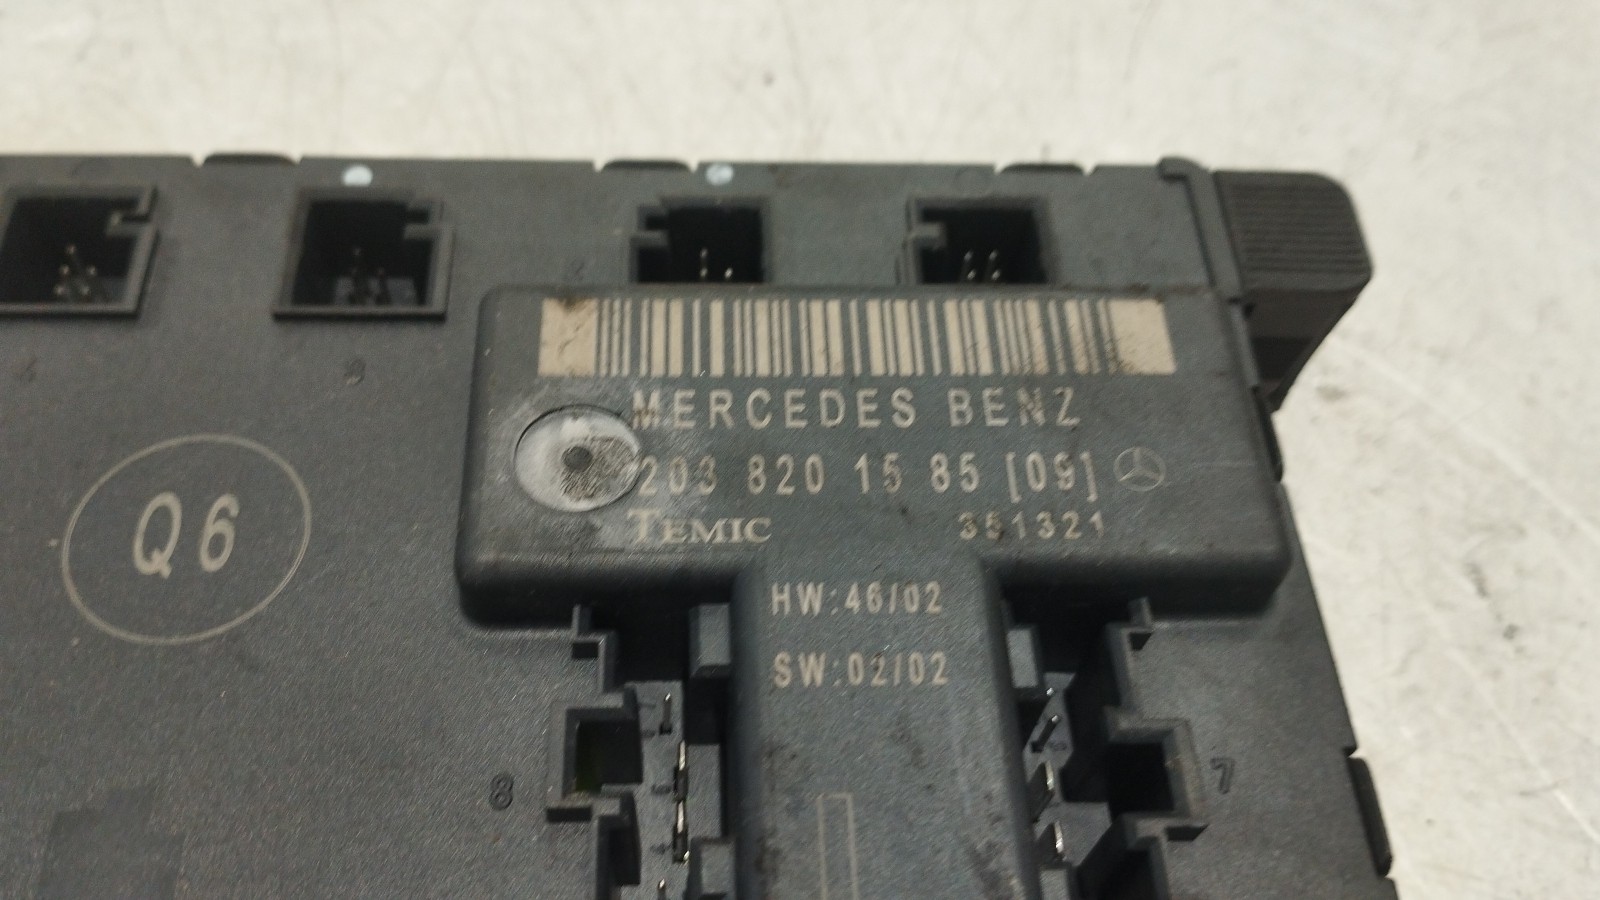 MERCEDES BENZ
203 820 15 85 [09]
TEMIC 351321
HW:46/02
SW:02/02
Q6
8
7